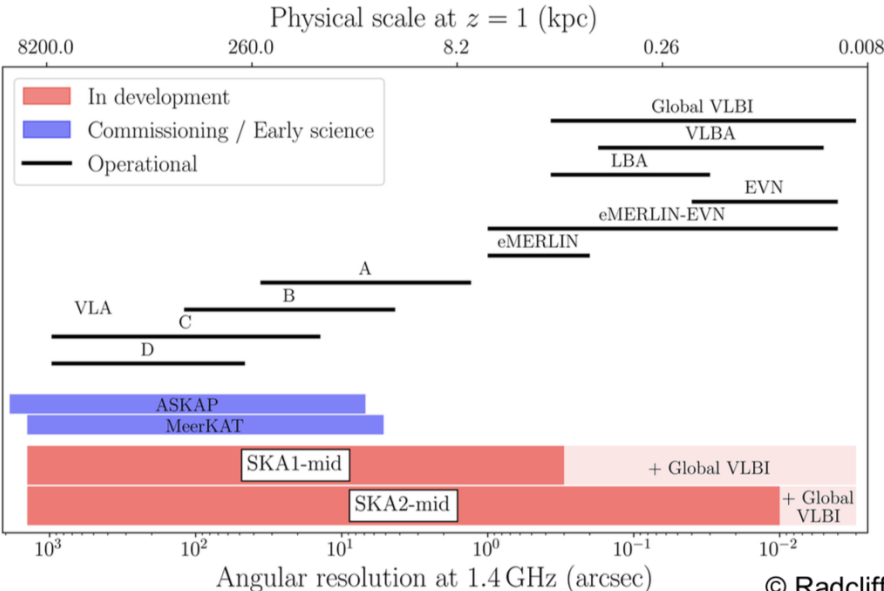 Physical scale at z = 1 (kpc)
8200.0 260.0 8.2 0.26 0.008
In development
Commissioning / Early science
Operational
Global VLBI
VLBA
LBA
EVN
eMERLIN-EVN
eMERLIN
A
B
VLA
C
D
ASKAP
MeerKAT
SKA1-mid
+ Global VLBI
SKA2-mid
+ Global
VLBI
10³ 10² 10¹ 10⁰ 10⁻¹ 10⁻²
Angular resolution at 1.4 GHz (arcsec)
© Radcliff